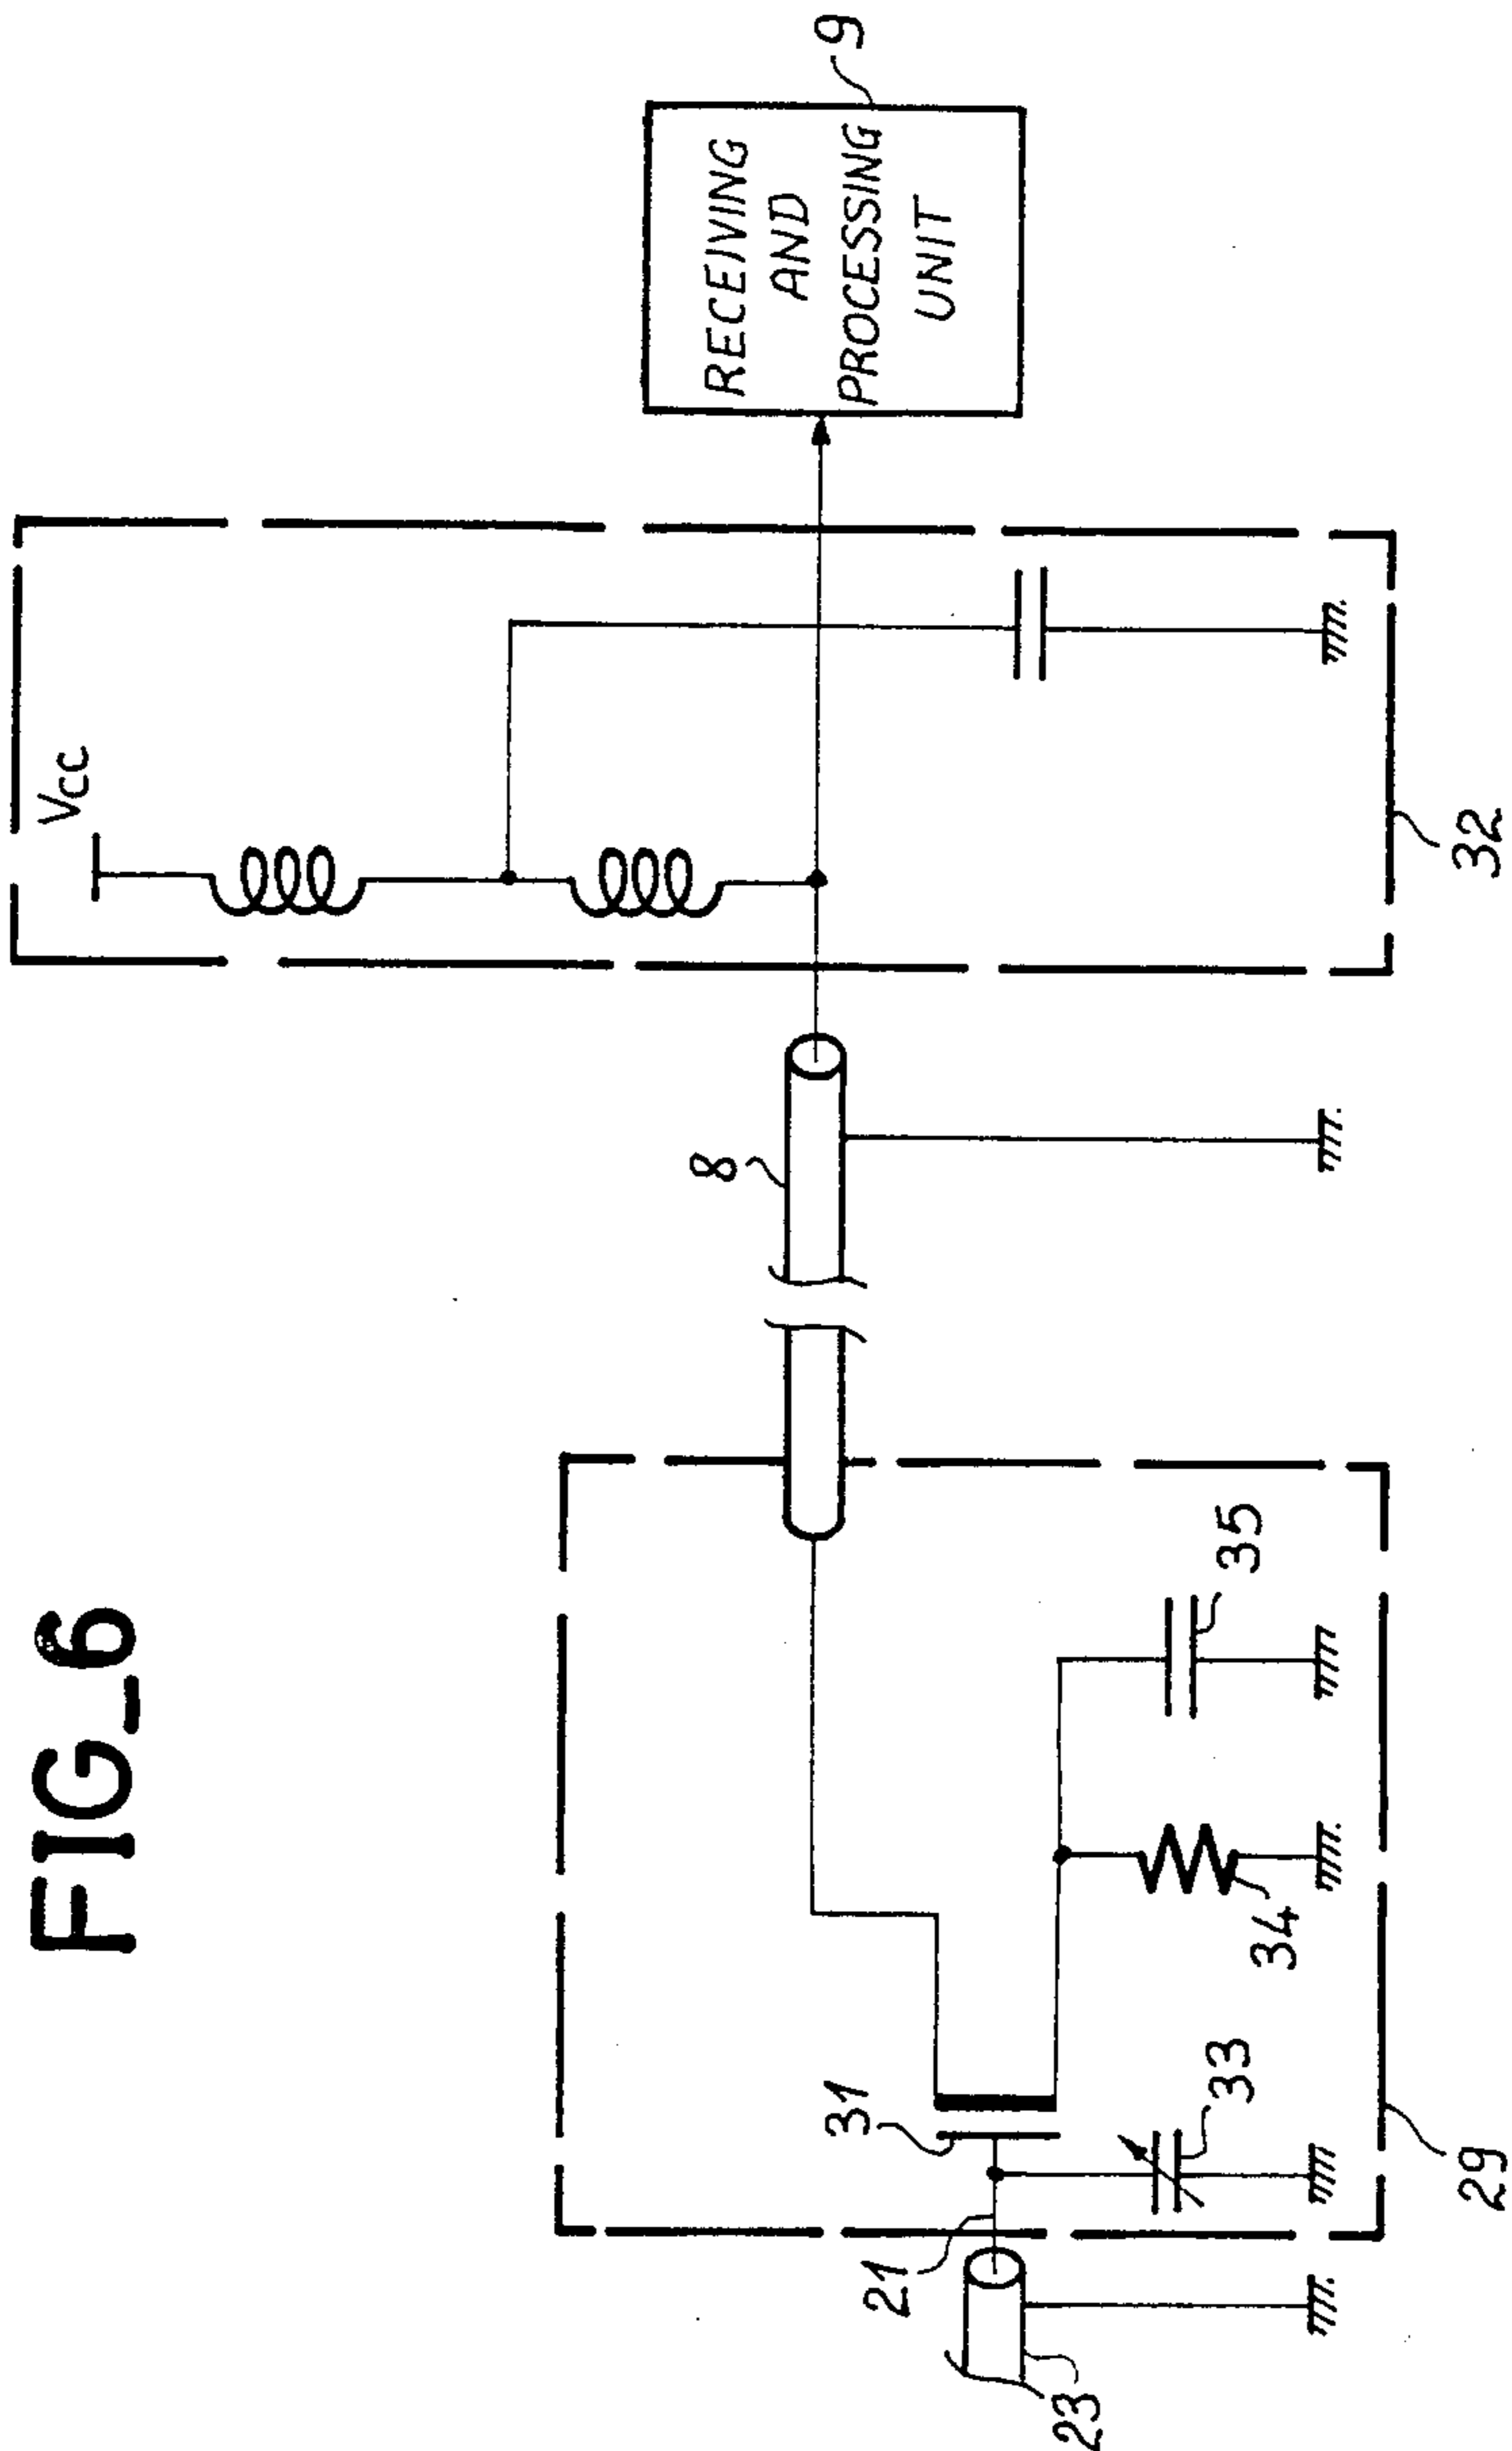 FIG_6
Vcc
RECEIVING
AND
PROCESSING
UNIT
9
8
32
31
21
23
33
34
35
29